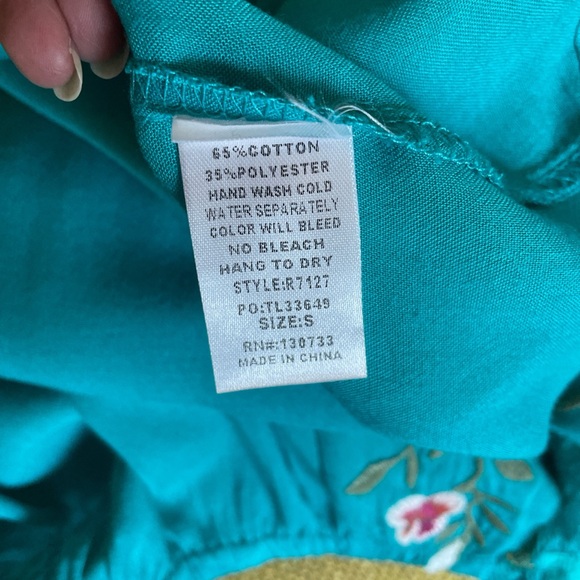 65%COTTON
35%POLYESTER
HAND WASH COLD
WATER SEPARATELY
COLOR WILL BLEED
NO BLEACH
HANG TO DRY
STYLE:R7127
PO:TL33649
SIZE:S
RN#:130733
MADE IN CHINA